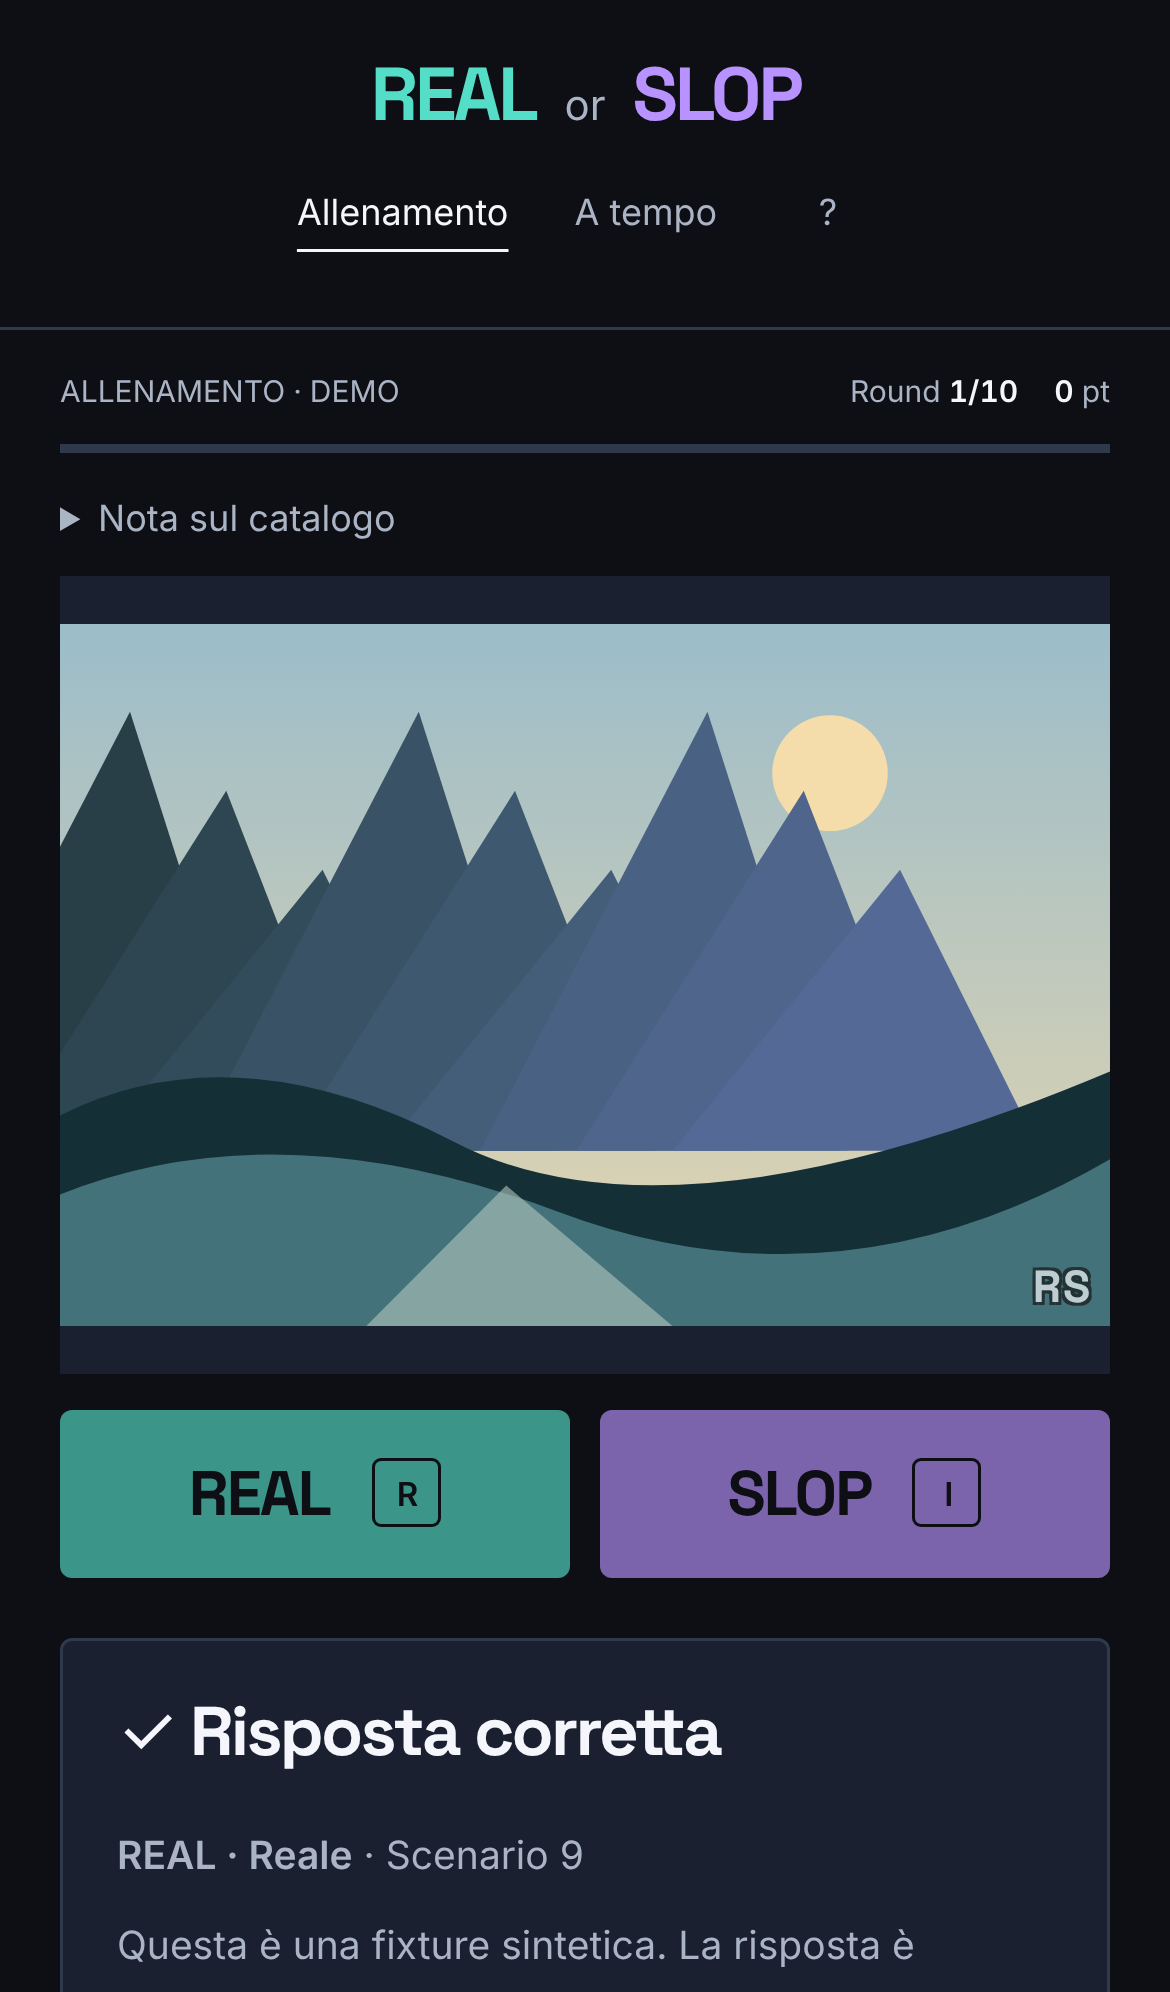 REAL or SLOP
Allenamento A tempo ?
ALLENAMENTO · DEMO Round 1/10 0 pt
▶ Nota sul catalogo
RS
REAL R SLOP I
✓ Risposta corretta
REAL · Reale · Scenario 9
Questa è una fixture sintetica. La risposta è